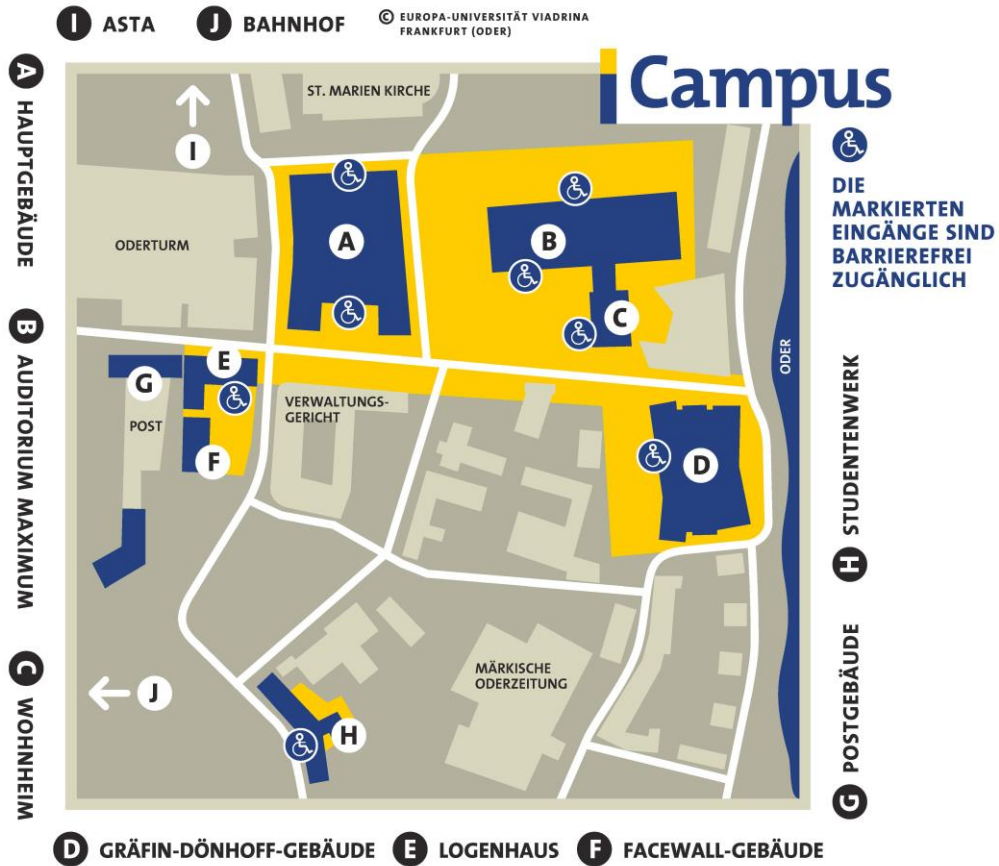 I ASTA
J BAHNHOF
© EUROPA-UNIVERSITÄT VIADRINA
FRANKFURT (ODER)
Campus
A HAUPTGEBÄUDE
B AUDITORIUM MAXIMUM
C WOHNHEIM
ST. MARIEN KIRCHE
I
ODERTURM
A
B
C
DIE
MARKIERTEN
EINGÄNGE SIND
BARRIEREFREI
ZUGÄNGLICH
ODER
G
E
POST
VERWALTUNGS-
GERICHT
F
D
MÄRKISCHE
ODERZEITUNG
J
H
H STUDENTENWERK
G POSTGEBÄUDE
D GRÄFIN-DÖNHOFF-GEBÄUDE
E LOGENHAUS
F FACEWALL-GEBÄUDE